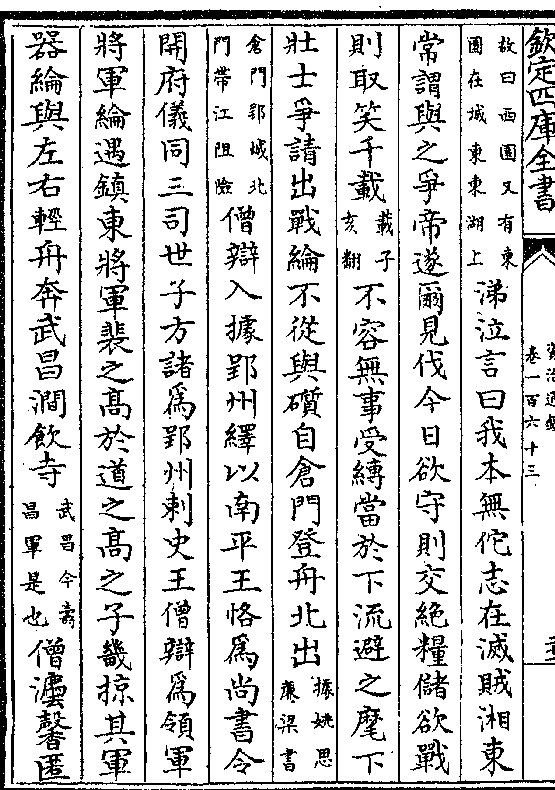 欽定四庫全書
資治通鑑
卷一百六十三
故曰西園又有東
園在城東東湖上
涕泣言曰我本無佗志在滅賊湘東
常謂與之爭帝遂爾見伐今日欲守則交絶糧儲欲戰
則取笑千載
載子
亥翻
不容無事受縛當於下流避之麾下
壯士爭請出戰綸不從與礩自倉門登舟北出
據姚思
廉梁書
倉門郢城北
門帶江阻險
僧辯入據郢州繹以南平王恪爲尚書令
開府儀同三司世子方諸爲郢州刺史王僧辯爲領軍
將軍綸遇鎮東將軍裴之髙於道之髙之子畿掠其軍
器綸與左右輕舟奔武昌澗飲寺
武昌今壽
昌軍是也
僧灋馨匿